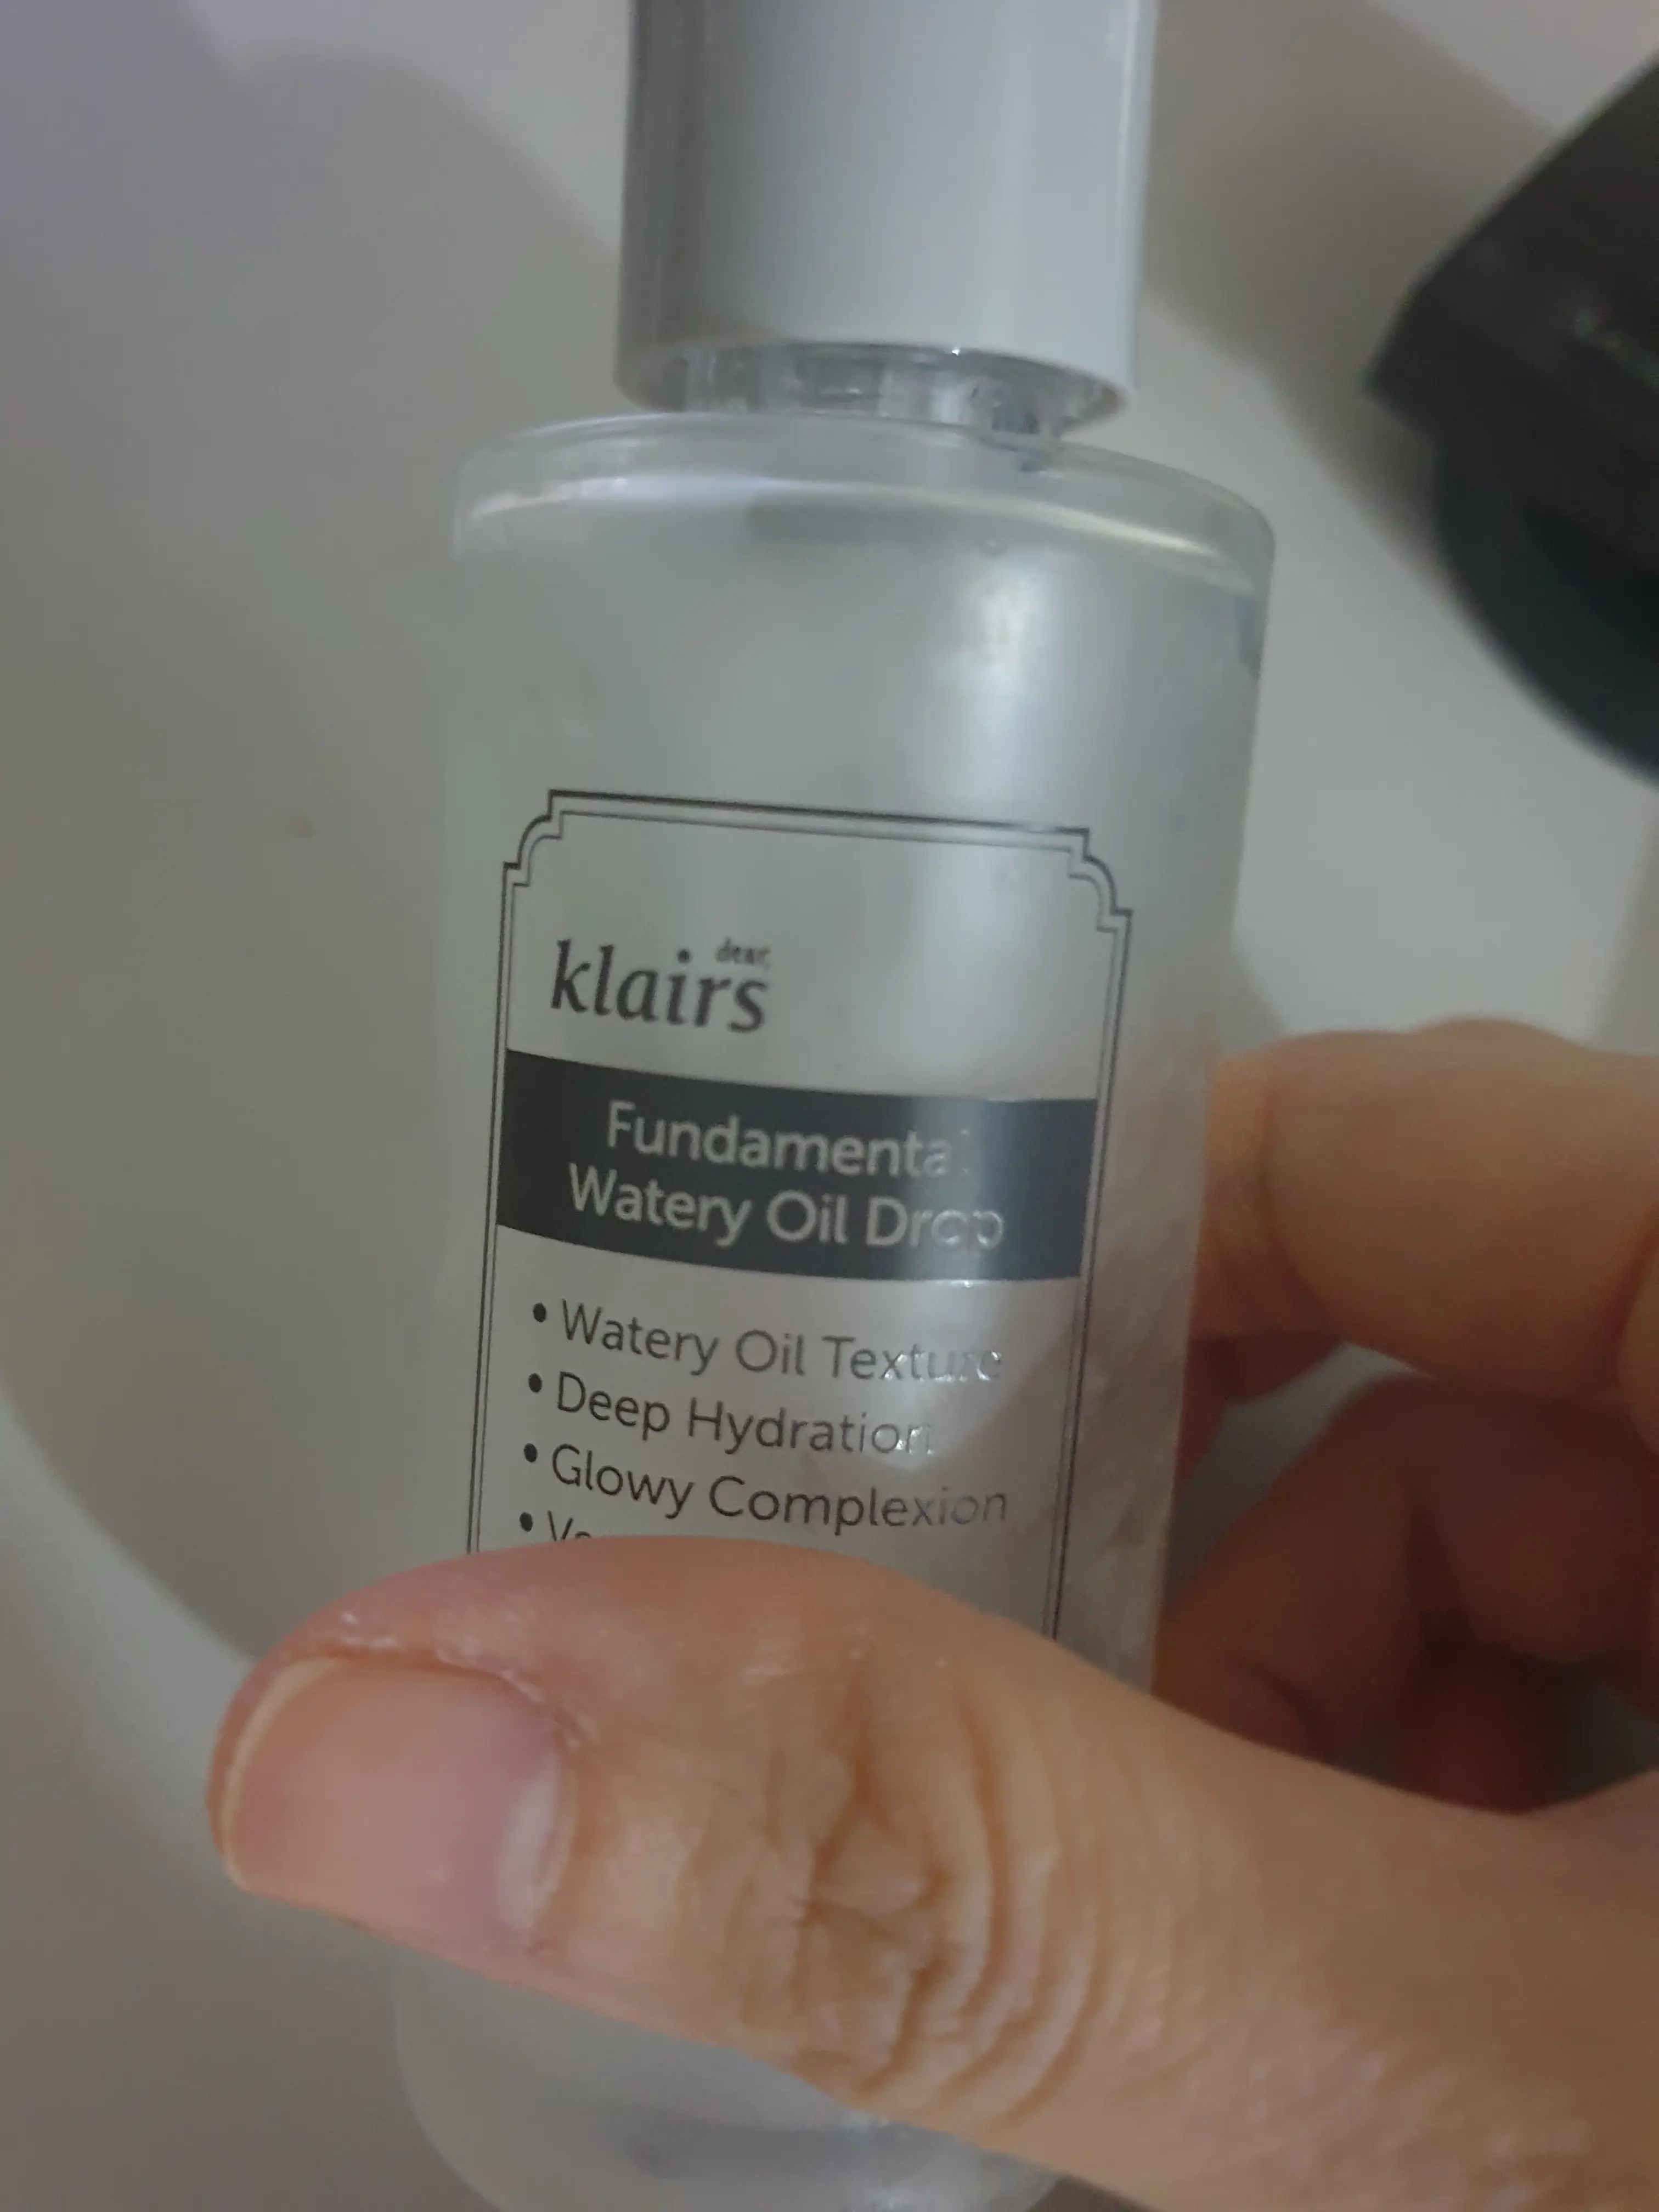 dear,
klairs
Fundamental
Watery Oil Drop
• Watery Oil Texture
• Deep Hydration
• Glowy Complexion